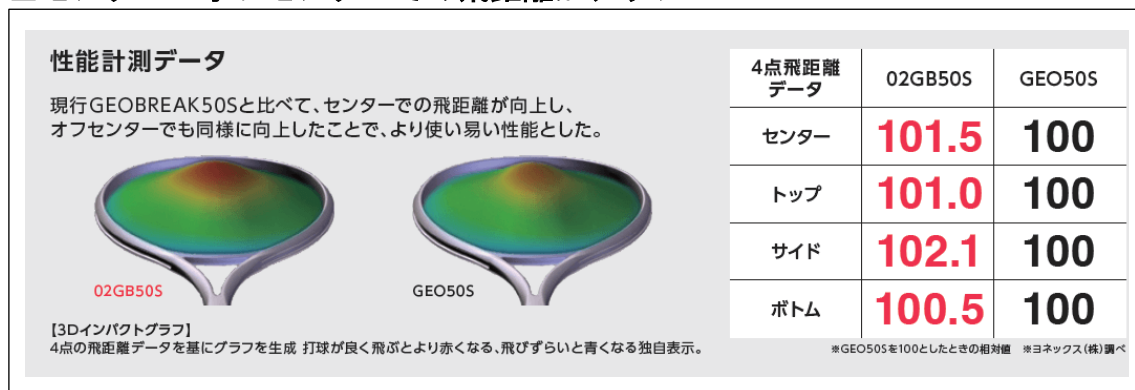 性能計測データ
現行GEOBREAK50Sと比べて、センターでの飛距離が向上し、
オフセンターでも同様に向上したことで、より使い易い性能とした。
02GB50S
GEO50S
【3Dインパクトグラフ】
4点の飛距離データを基にグラフを生成 打球が良く飛ぶとより赤くなる、飛びずらいと青くなる独自表示。
4点飛距離
データ
02GB50S
GEO50S
センター
101.5
100
トップ
101.0
100
サイド
102.1
100
ボトム
100.5
100
※GEO50Sを100としたときの相対値 ※ヨネックス(株)調べ